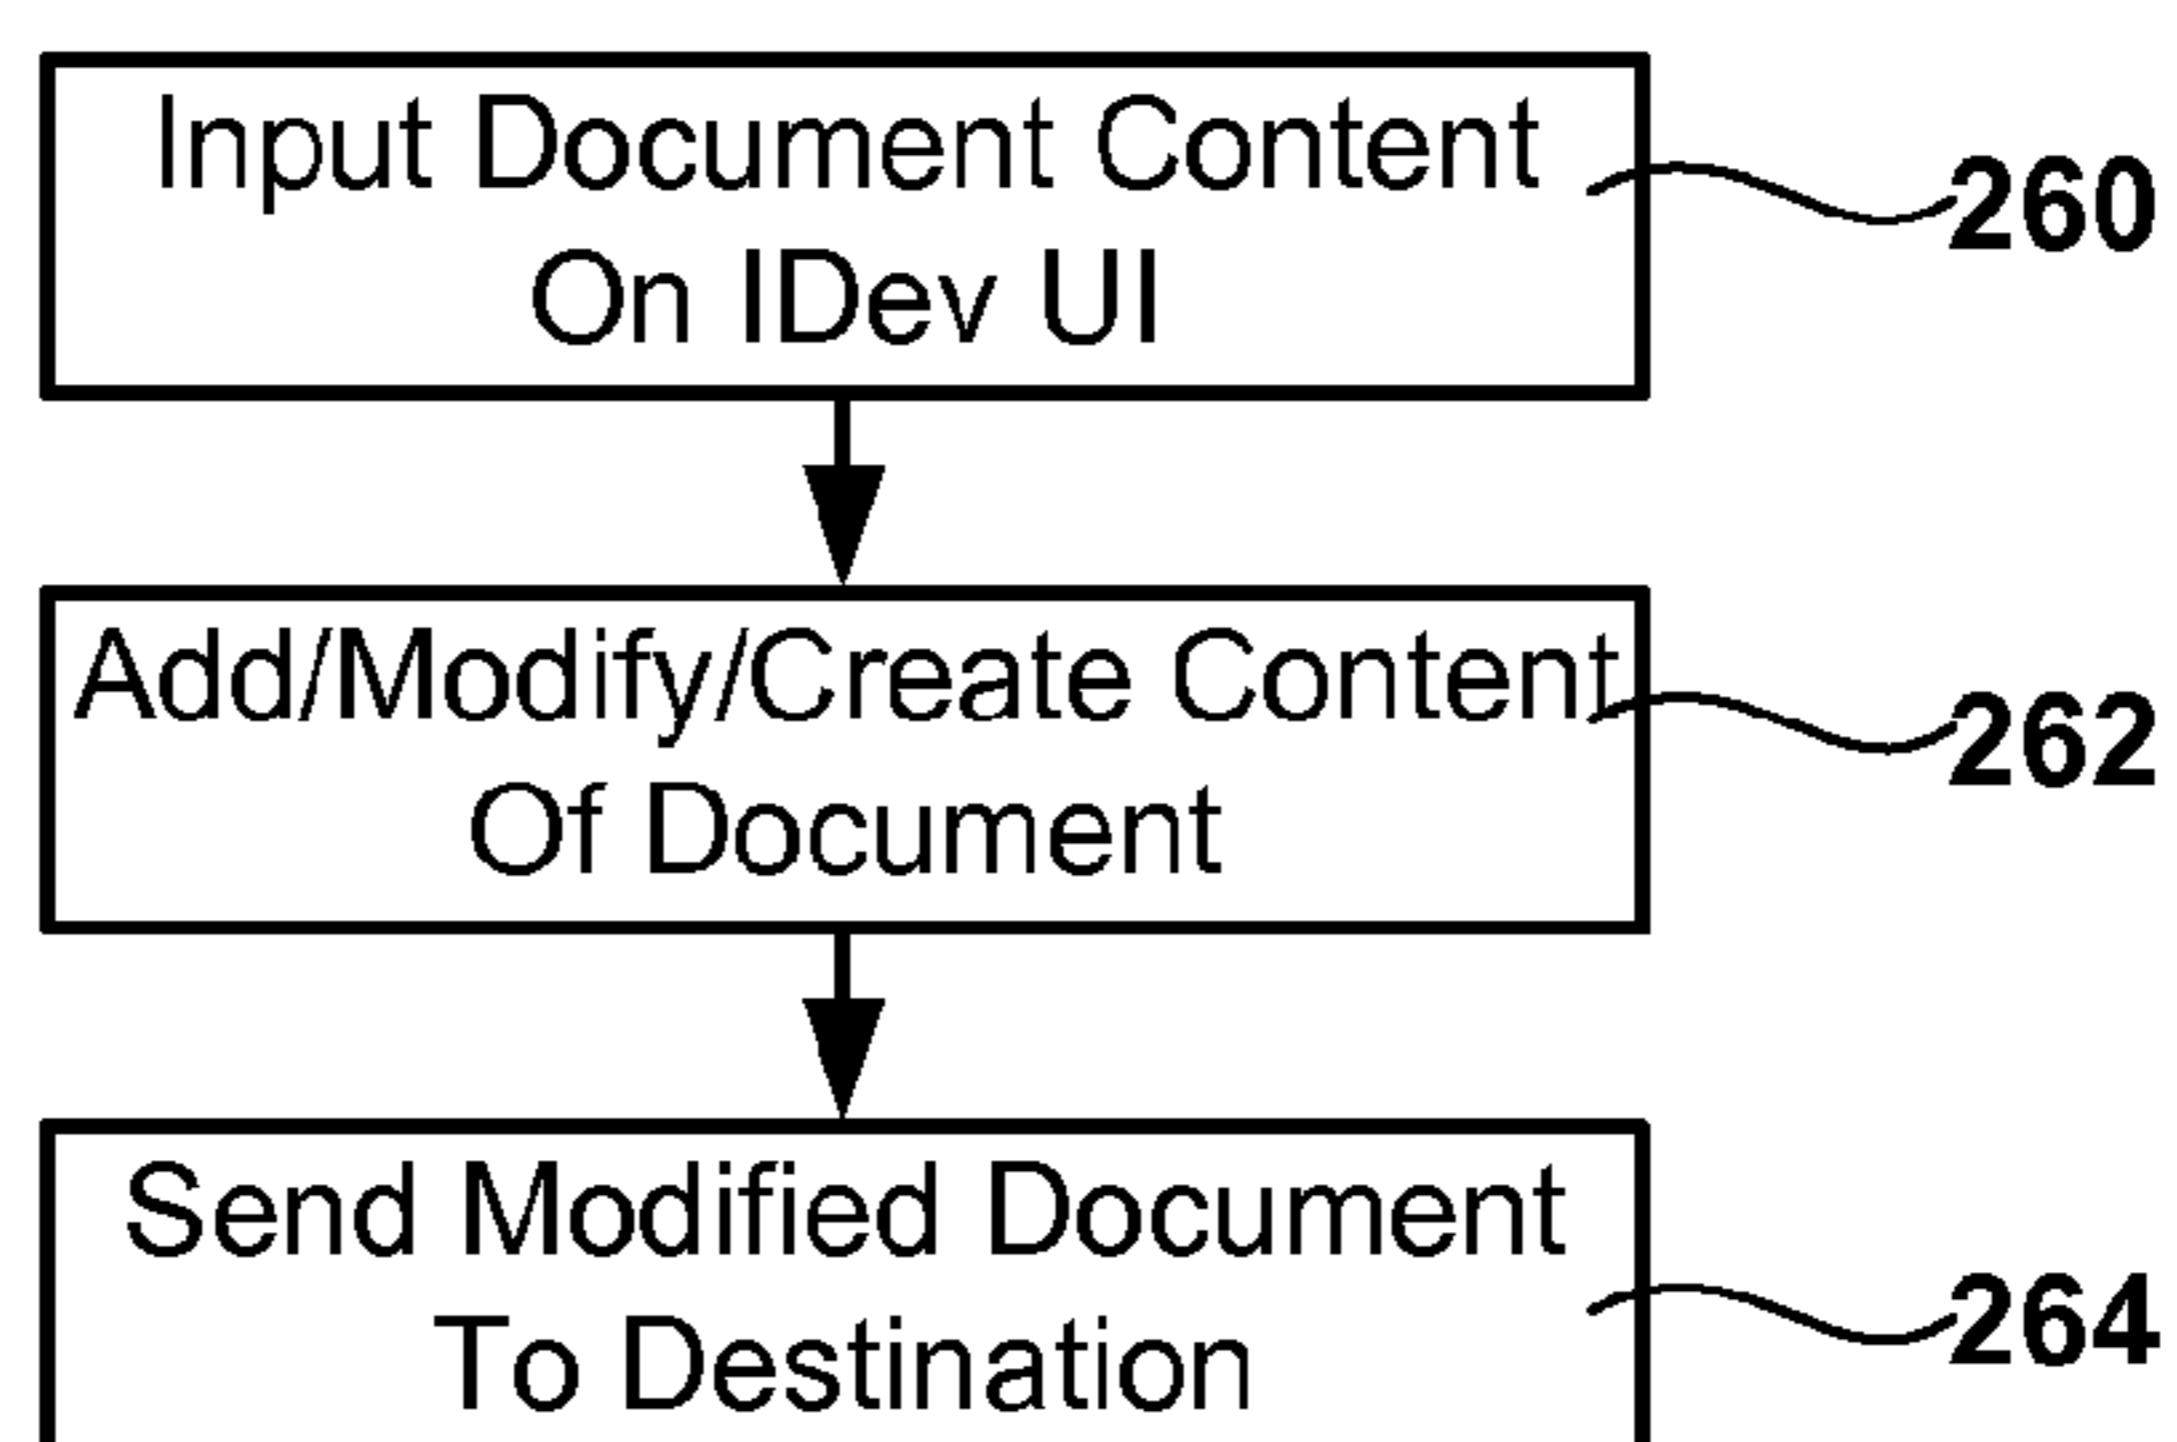 Input Document Content
On IDev UI
260
Add/Modify/Create Content
Of Document
262
Send Modified Document
To Destination
264